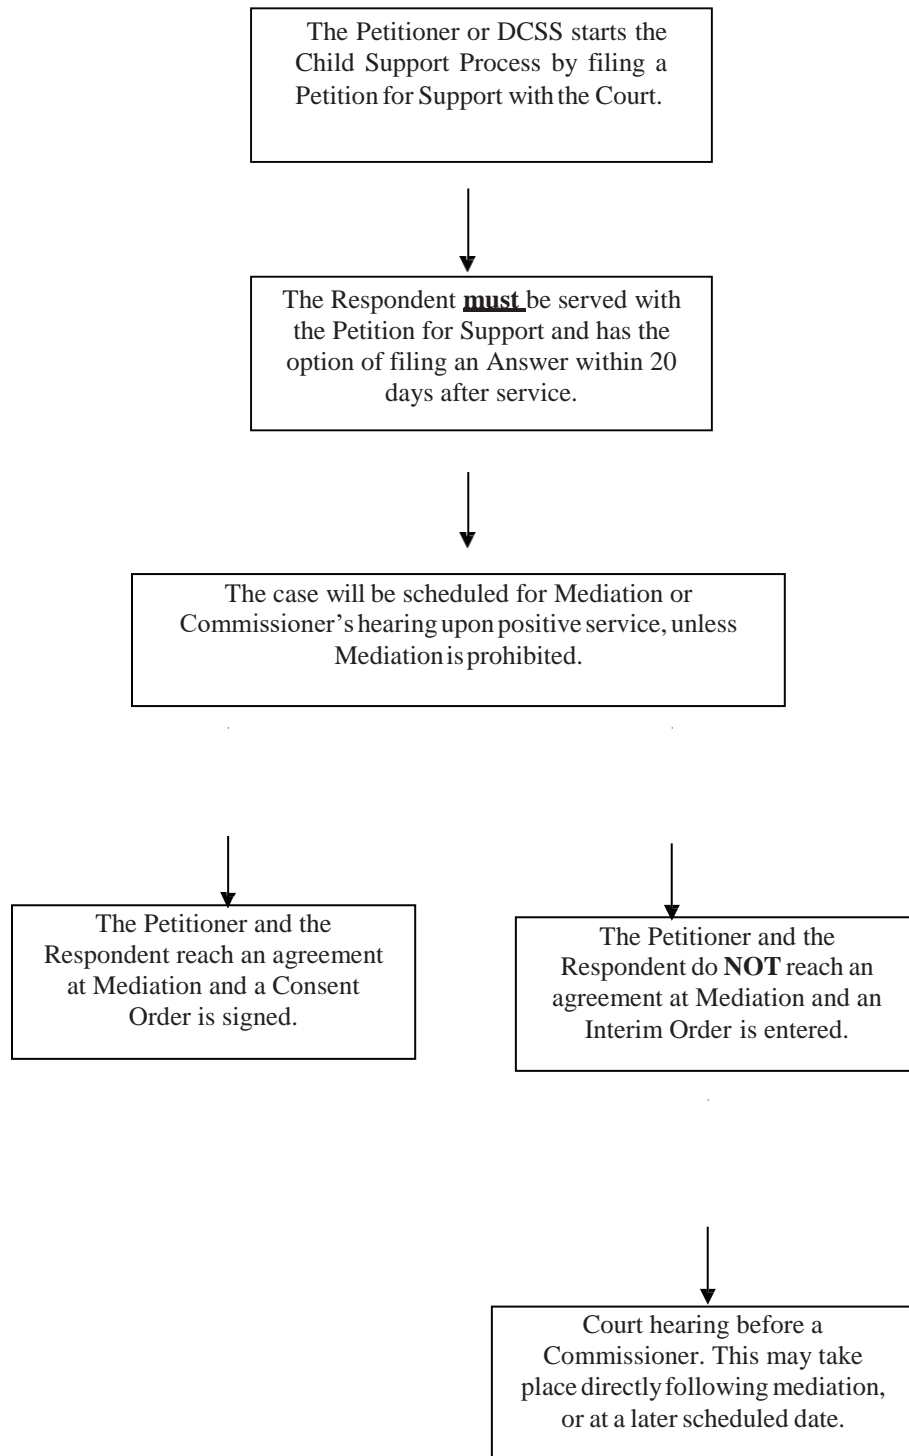 The Petitioner or DCSS starts the
Child Support Process by filing a
Petition for Support with the Court.
The Respondent must be served with
the Petition for Support and has the
option of filing an Answer within 20
days after service.
The case will be scheduled for Mediation or
Commissioner's hearing upon positive service, unless
Mediation is prohibited.
The Petitioner and the
Respondent reach an agreement
at Mediation and a Consent
Order is signed.
The Petitioner and the
Respondent do NOT reach an
agreement at Mediation and an
Interim Order is entered.
Court hearing before a
Commissioner. This may take
place directly following mediation,
or at a later scheduled date.